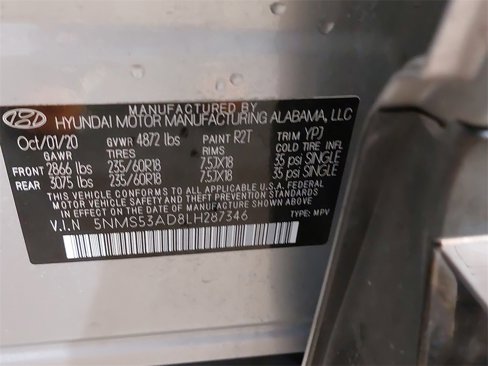 MANUFACTURED BY
HYUNDAI MOTOR MANUFACTURING ALABAMA, LLC
Oct/01/20 GVWR 4872 lbs PAINT R2T TRIM YPJ
GAWR TIRES RIMS COLD TIRE INFL
FRONT 2866 lbs 235/60R18 7.5JX18 35 psi SINGLE
REAR 3075 lbs 235/60R18 7.5JX18 35 psi SINGLE
THIS VEHICLE CONFORMS TO ALL APPLICABLE U.S.A. FEDERAL
MOTOR VEHICLE SAFETY AND THEFT PREVENTION STANDARDS
IN EFFECT ON THE DATE OF MANUFACTURE SHOWN ABOVE.
V.I.N 5NMS53AD8LH287346 TYPE: MPV